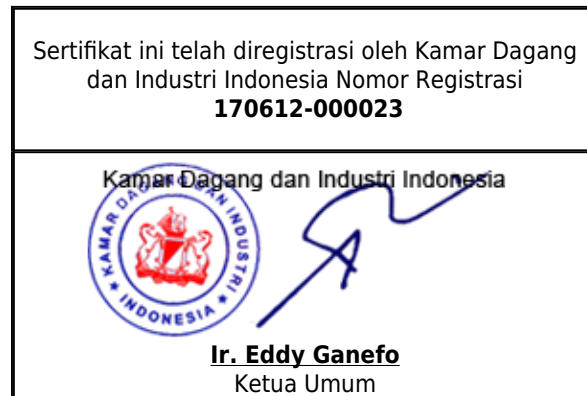 Sertifikat ini telah diregistrasi oleh Kamar Dagang
dan Industri Indonesia Nomor Registrasi
170612-000023
Kamar Dagang dan Industri Indonesia
KAMAR DAGANG DAN INDUSTRI
* INDONESIA *
Ir. Eddy Ganefo
Ketua Umum